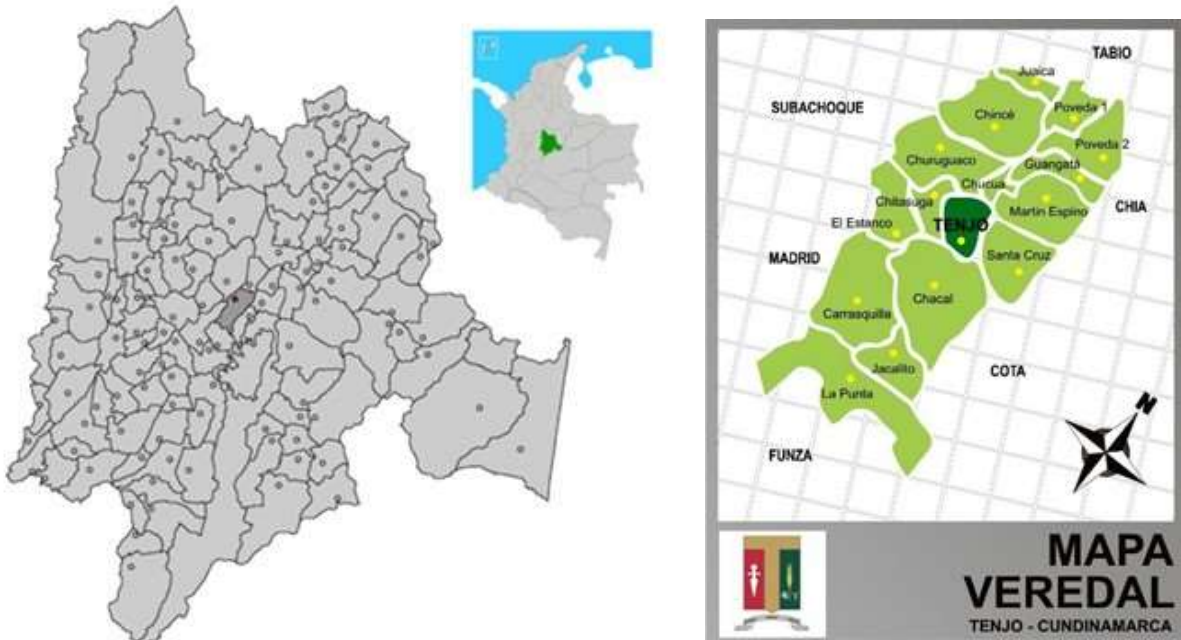 TABIO
Juaica
SUBACHOQUE
Poveda 1
Chincé
Poveda 2
Churuguaco
Guangatá
Chucua
Chitasuga
Martin Espino
CHIA
El Estanco
TENJO
MADRID
Santa Cruz
Chacal
Carrasquilla
Jacalito
COTA
La Punta
N
FUNZA
MAPA
VEREDAL
TENJO - CUNDINAMARCA